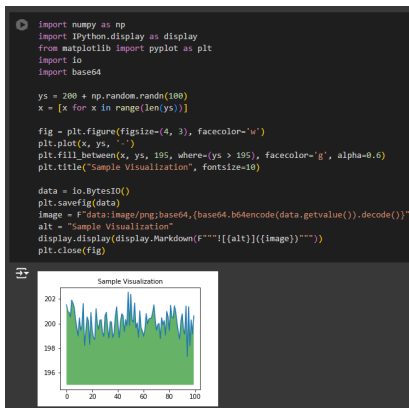 import numpy as np
import IPython.display as display
from matplotlib import pyplot as plt
import io
import base64
ys = 200 + np.random.randn(100)
x = [x for x in range(len(ys))]
fig = plt.figure(figsize=(4, 3), facecolor='w')
plt.plot(x, ys, '-')
plt.fill_between(x, ys, 195, where=(ys > 195), facecolor='g', alpha=0.6)
plt.title("Sample Visualization", fontsize=10)
data = io.BytesIO()
plt.savefig(data)
image = F"data:image/png;base64,{base64.b64encode(data.getvalue()).decode()}"
alt = "Sample Visualization"
display.display(display.Markdown(F"""![{alt}]({image})"""))
plt.close(fig)
Sample Visualization
202
200
198
196
0 20 40 60 80 100